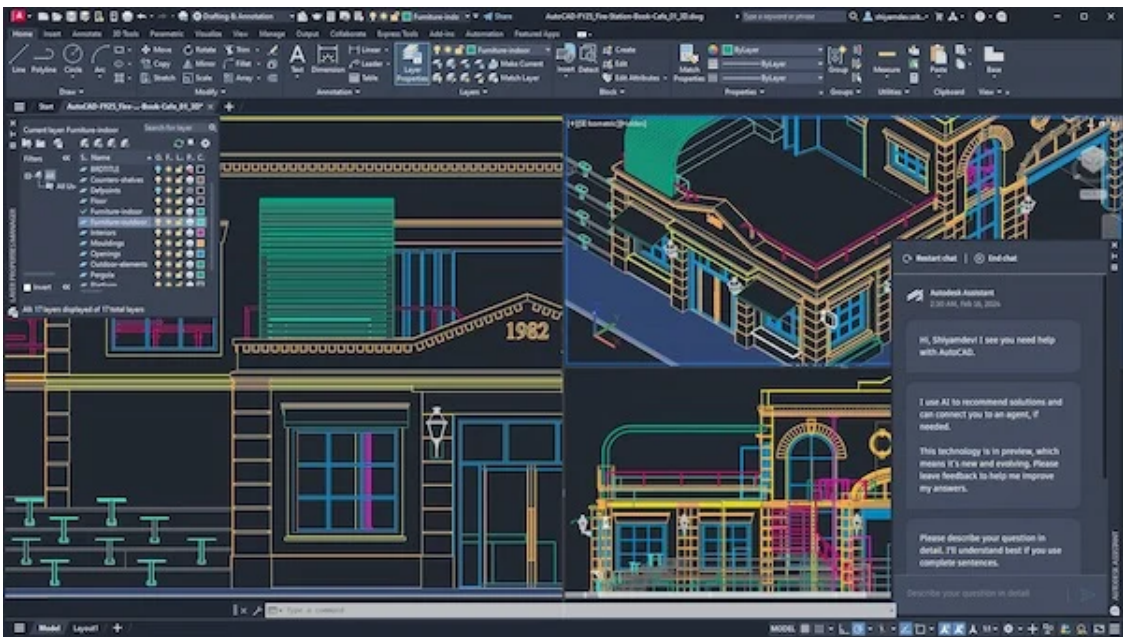 Drafting & Annotation
Furniture-indo
Share
AutoCAD-FY25_Fire-Station-Book-Cafe_01_3D.dwg
Type a keyword or phrase
Home Insert Annotate 3D Tools Parametric Visualize View Manage Output Collaborate Express Tools Add-ins Automation Featured Apps
Line Polyline Circle Arc
Move Rotate Trim
Copy Mirror Fillet
Stretch Scale Array
Text Dimension
Linear
Leader
Table
Layer Properties
Furniture-indoor
Make Current
Match Layer
Insert Detect
Create
Edit
Edit Attributes
Match Properties
ByLayer
ByLayer
ByLayer
Group Measure Paste Base
Draw Modify Annotation Layers Block Properties Groups Utilities Clipboard View
Start
Current layer: Furniture-indoor
Search for layer
Filters
S.. Name
All
BRDTITLE
Counters-shelves
Defpoints
Floor
Furniture-indoor
Furniture-outdoor
Interiors
Mouldings
Openings
Outdoor-elements
Pergola
Invert
All: 17 layers displayed of 17 total layers
LAYER PROPERTIES MANAGER
1982
Restart chat | End chat
Autodesk Assistant
2:30 AM, Feb 16, 2024
Hi, Shiyamdev! I see you need help
with AutoCAD.
I use AI to recommend solutions and
can connect you to an agent, if
needed.
This technology is in preview, which
means it's new and evolving. Please
leave feedback to help me improve
my answers.
Please describe your question in
detail. I'll understand best if you use
complete sentences.
Describe your question in detail
AUTODESK ASSISTANT
Type a command
Model Layout1 +
MODEL